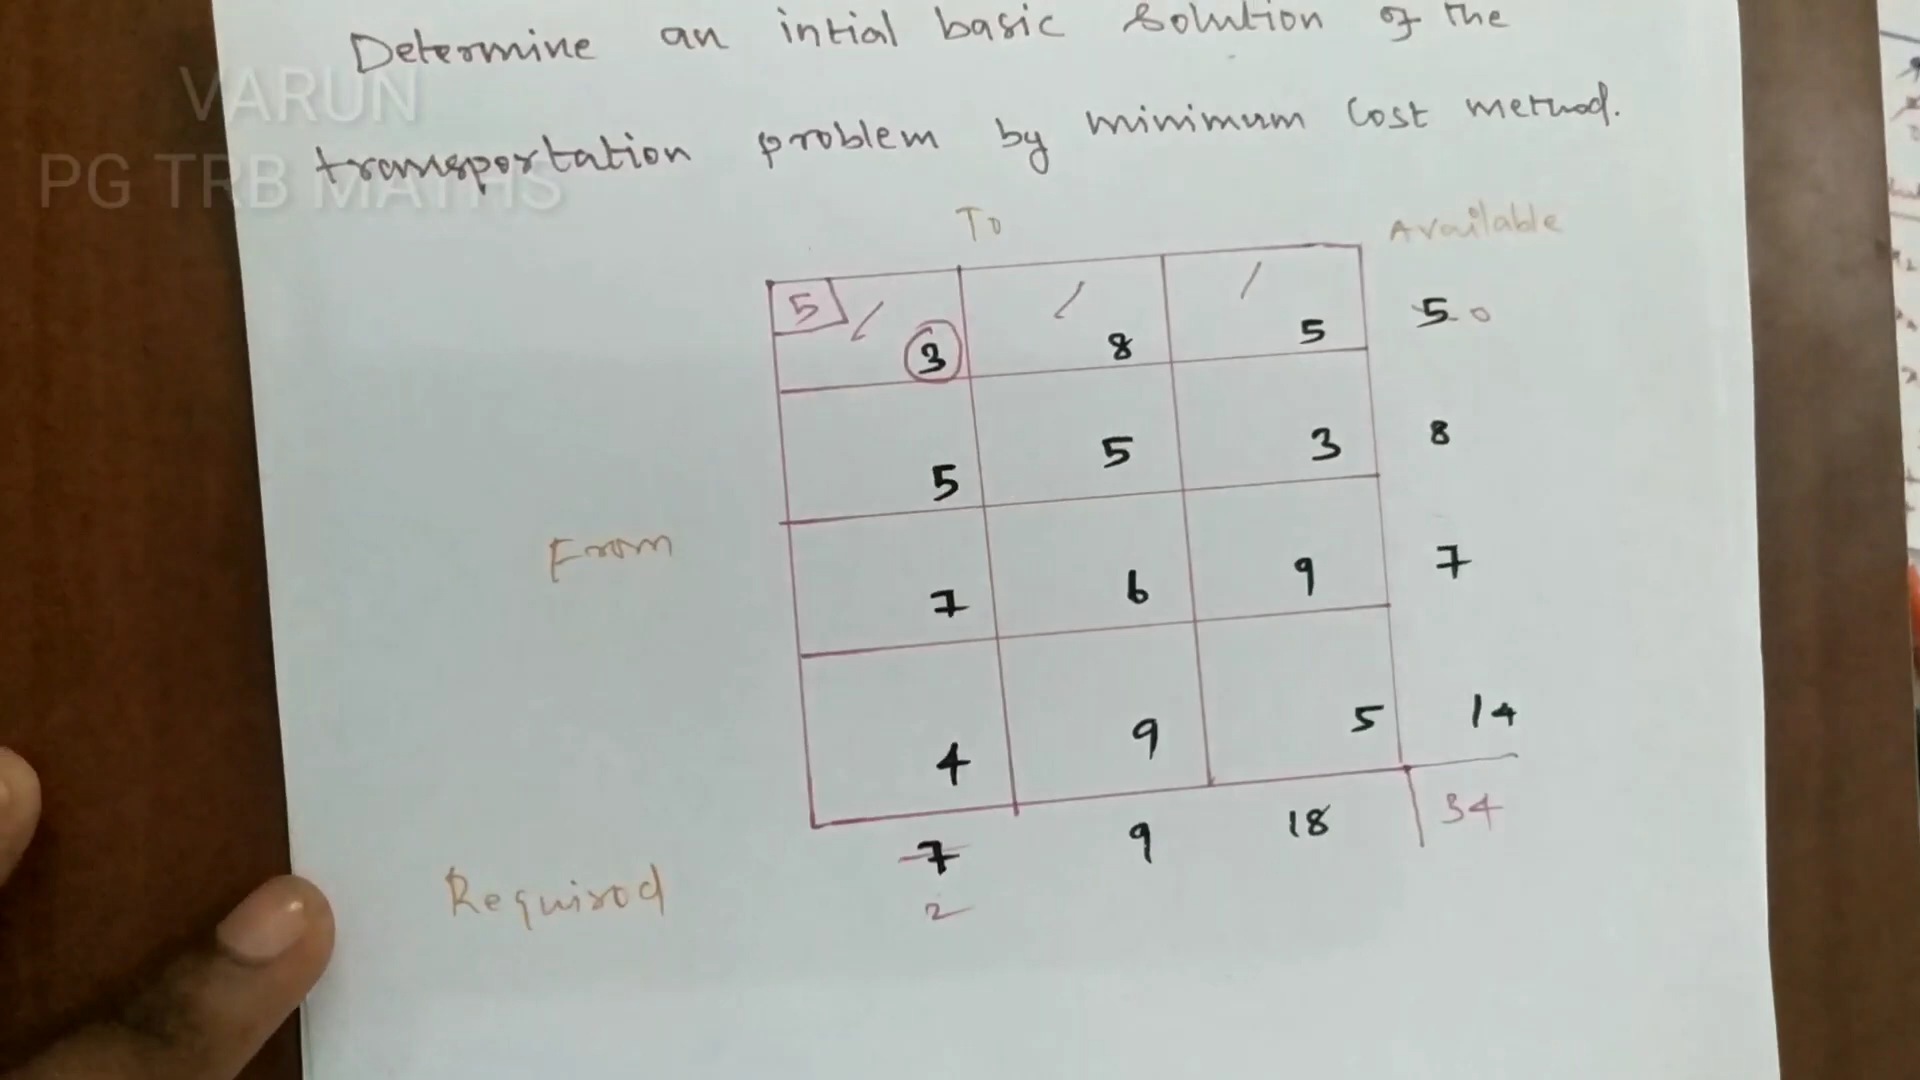 Determine an intial basic solution of the
VARUN
transportation problem by minimum cost method.
PG TRB MATHS
To Available
5 3 8 5 5 0
5 5 3 8
From
7 6 9 7
4 9 5 14
7 9 18 34
Required
2